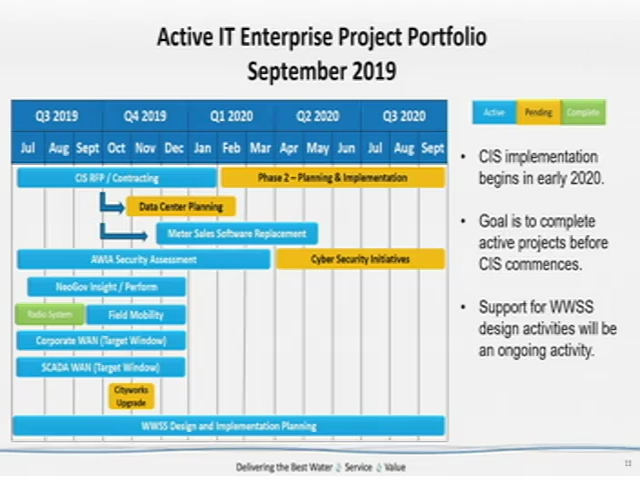 Active IT Enterprise Project Portfolio
September 2019
Q3 2019 Q4 2019 Q1 2020 Q2 2020 Q3 2020
Jul Aug Sept Oct Nov Dec Jan Feb Mar Apr May Jun Jul Aug Sept
Active Pending Complete
CIS RFP / Contracting Phase 2 – Planning & Implementation
Data Center Planning
Meter Sales Software Replacement
AWIA Security Assessment Cyber Security Initiatives
NeoGov Insight / Perform
Radio System Field Mobility
Corporate WAN (Target Window)
SCADA WAN (Target Window)
Cityworks
Upgrade
WWSS Design and Implementation Planning
• CIS implementation
begins in early 2020.
• Goal is to complete
active projects before
CIS commences.
• Support for WWSS
design activities will be
an ongoing activity.
Delivering the Best Water Service Value
11